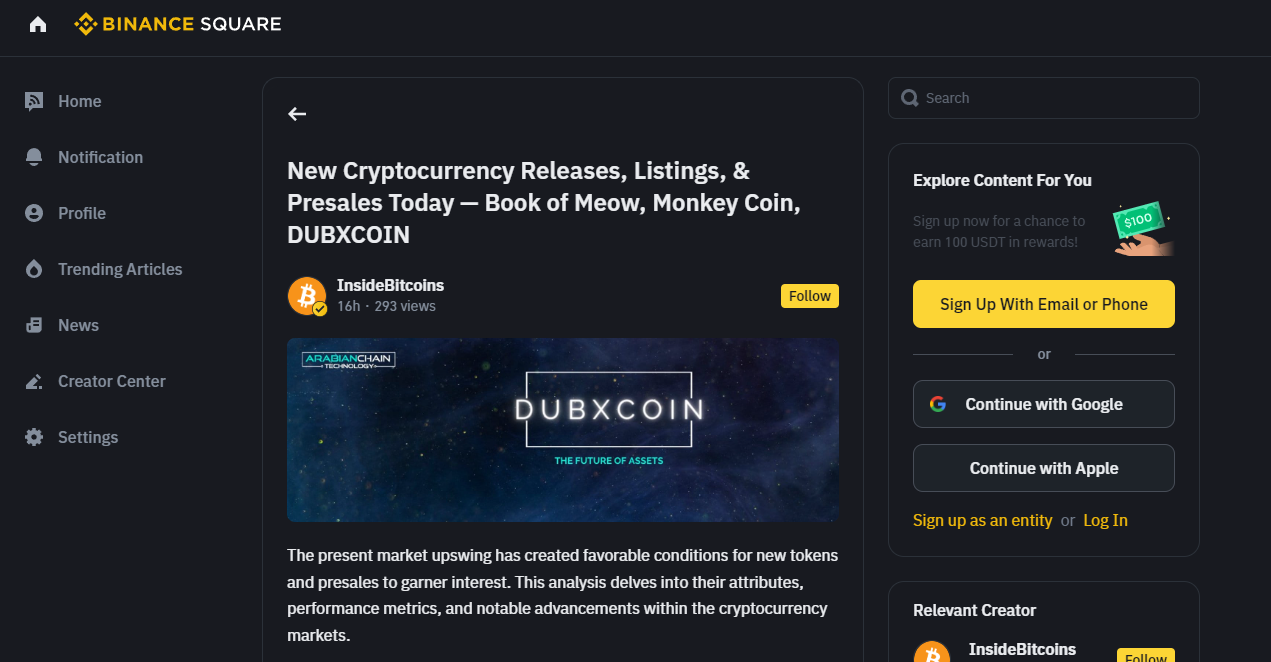 BINANCE SQUARE
Home
Notification
Profile
Trending Articles
News
Creator Center
Settings
New Cryptocurrency Releases, Listings, &
Presales Today — Book of Meow, Monkey Coin,
DUBXCOIN
InsideBitcoins
16h · 293 views
Follow
ARABIANCHAIN
TECHNOLOGY
DUBXCOIN
THE FUTURE OF ASSETS
The present market upswing has created favorable conditions for new tokens
and presales to garner interest. This analysis delves into their attributes,
performance metrics, and notable advancements within the cryptocurrency
markets.
Search
Explore Content For You
Sign up now for a chance to
earn 100 USDT in rewards!
$100
Sign Up With Email or Phone
or
Continue with Google
Continue with Apple
Sign up as an entity or Log In
Relevant Creator
InsideBitcoins
Follow